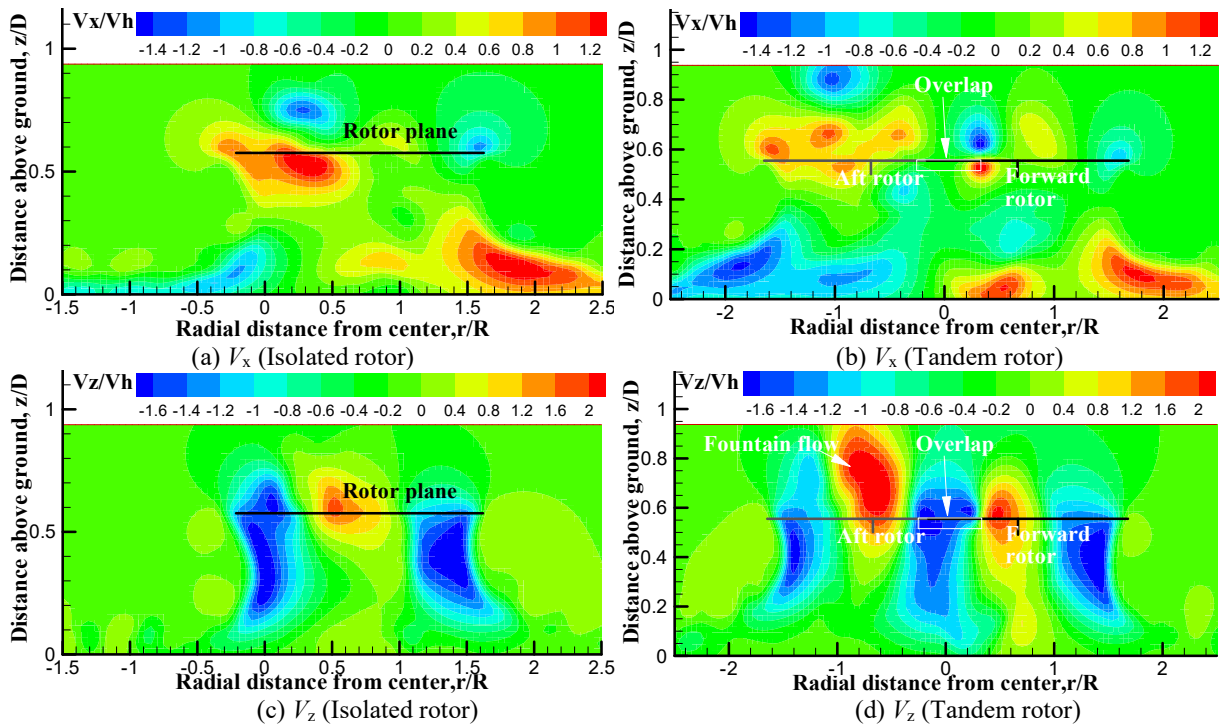 Vx/Vh -1.4 -1.2 -1 -0.8 -0.6 -0.4 -0.2 0 0.2 0.4 0.6 0.8 1 1.2
Distance above ground, z/D
1
0.5
0
Rotor plane
-1.5 -1 -0.5 0 0.5 1 1.5 2 2.5
Radial distance from center,r/R
(a) Vx (Isolated rotor)
Vx/Vh -1.4 -1.2 -1 -0.8 -0.6 -0.4 -0.2 0 0.2 0.4 0.6 0.8 1 1.2
Distance above ground, z/D
1
0.8
0.6
0.4
0.2
0
Overlap
Aft rotor
Forward
rotor
-2 -1 0 1 2
Radial distance from center,r/R
(b) Vx (Tandem rotor)
Vz/Vh -1.6 -1.4 -1.2 -1 -0.8 -0.6 -0.4 -0.2 0 0.4 0.8 1.2 1.6 2
Distance above ground, z/D
1
0.5
0
Rotor plane
-1.5 -1 -0.5 0 0.5 1 1.5 2 2.5
Radial distance from center,r/R
(c) Vz (Isolated rotor)
Vz/Vh -1.6 -1.4 -1.2 -1 -0.8 -0.6 -0.4 -0.2 0 0.4 0.8 1.2 1.6 2
Distance above ground, z/D
1
0.8
0.6
0.4
0.2
0
Fountain flow
Overlap
Aft rotor
Forward
rotor
-2 -1 0 1 2
Radial distance from center,r/R
(d) Vz (Tandem rotor)